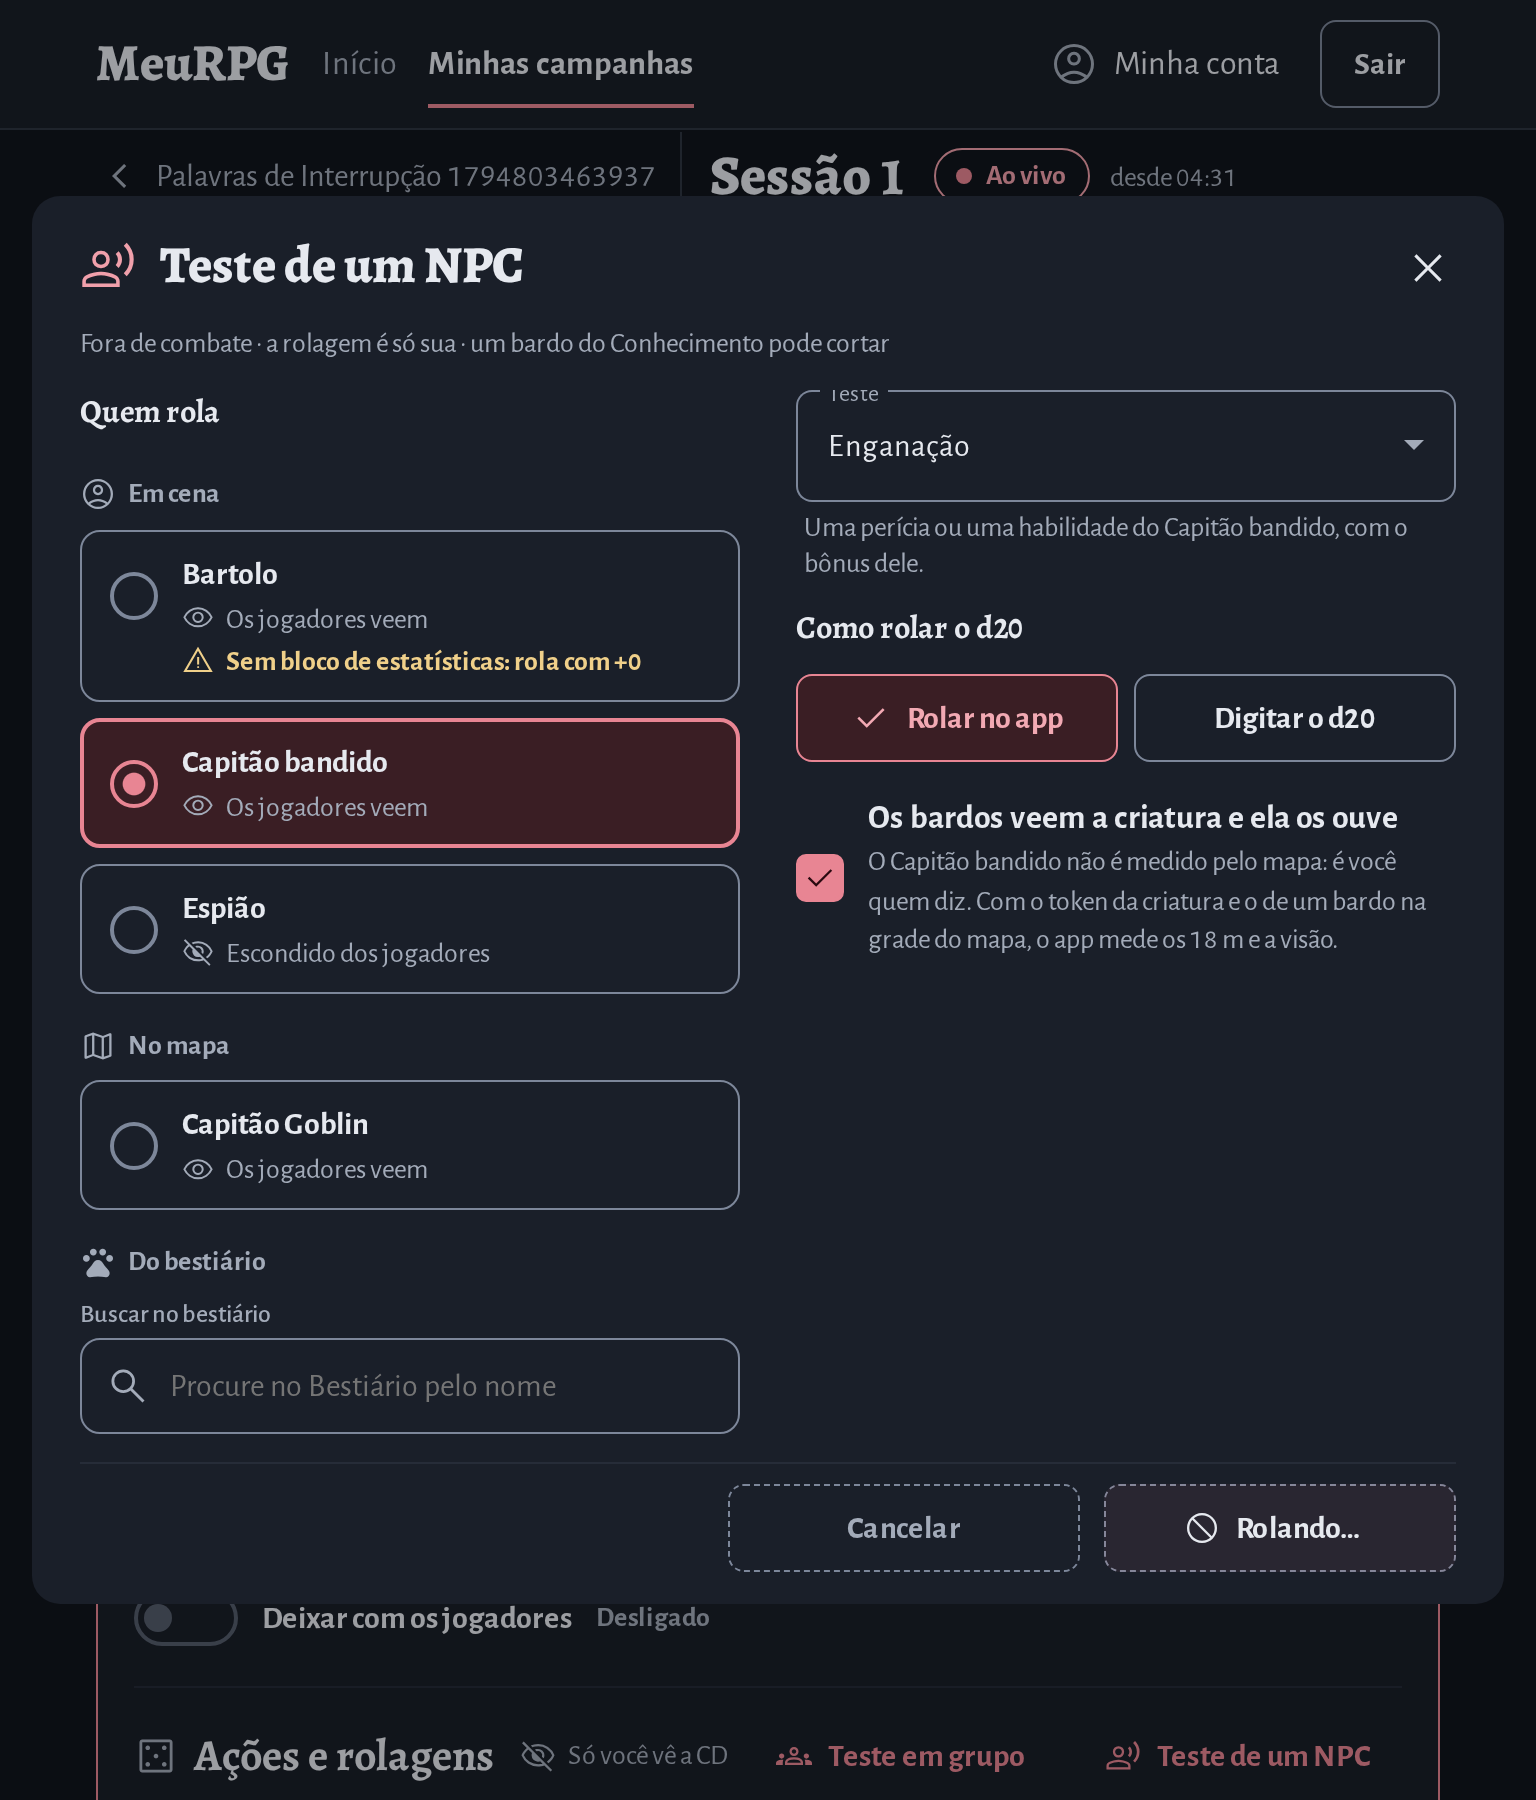 MeuRPG
Início
Minhas campanhas
Minha conta
Sair
Palavras de Interrupção 1794803463937
Sessão 1
Ao vivo
desde 04:31
Teste de um NPC
Fora de combate · a rolagem é só sua · um bardo do Conhecimento pode cortar
Quem rola
Em cena
Bartolo
Os jogadores veem
Sem bloco de estatísticas: rola com +0
Capitão bandido
Os jogadores veem
Espião
Escondido dos jogadores
No mapa
Capitão Goblin
Os jogadores veem
Do bestiário
Buscar no bestiário
Procure no Bestiário pelo nome
Teste
Enganação
Uma perícia ou uma habilidade do Capitão bandido, com o
bônus dele.
Como rolar o d20
Rolar no app
Digitar o d20
Os bardos veem a criatura e ela os ouve
O Capitão bandido não é medido pelo mapa: é você
quem diz. Com o token da criatura e o de um bardo na
grade do mapa, o app mede os 18 m e a visão.
Cancelar
Rolando...
Deixar com os jogadores
Desligado
Ações e rolagens
Só você vê a CD
Teste em grupo
Teste de um NPC